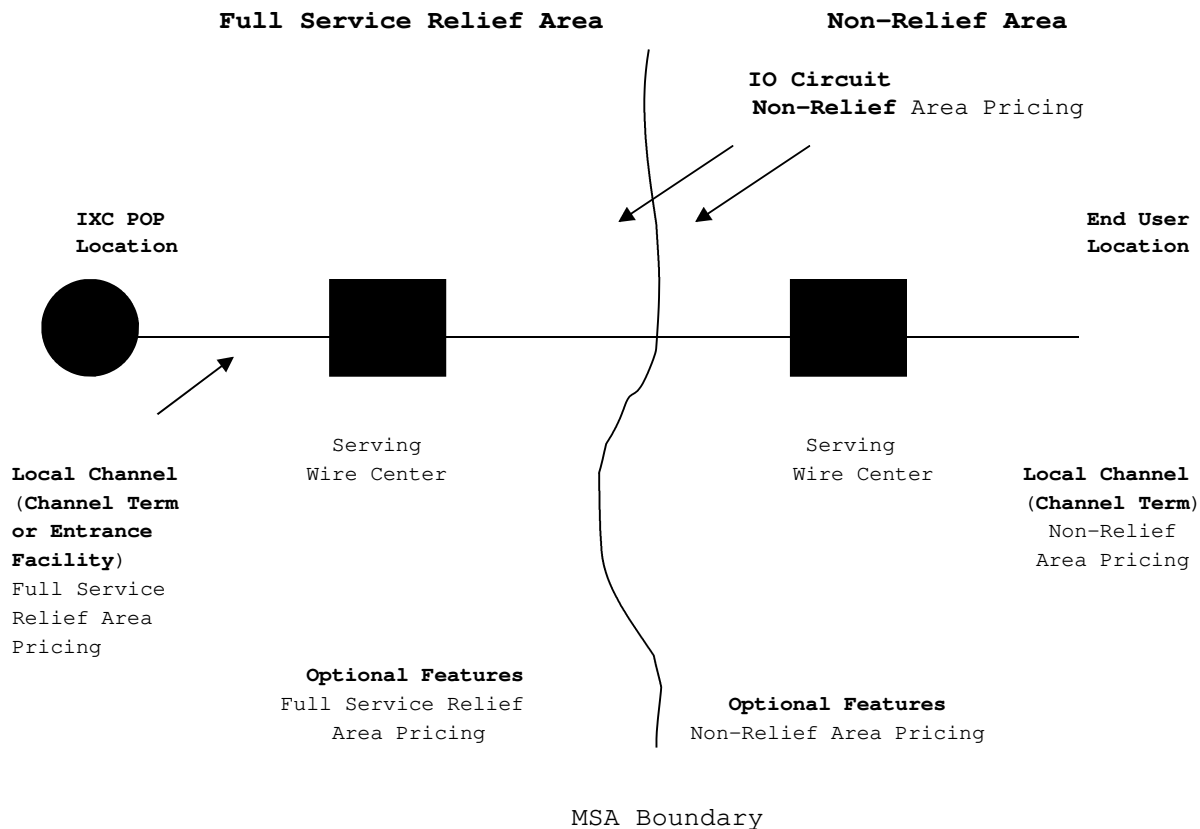 Full Service Relief Area
Non-Relief Area
IO Circuit
Non-Relief Area Pricing
IXC POP
Location
End User
Location
Serving
Wire Center
Serving
Wire Center
Local Channel
(Channel Term
or Entrance
Facility)
Full Service
Relief Area
Pricing
Local Channel
(Channel Term)
Non-Relief
Area Pricing
Optional Features
Full Service Relief
Area Pricing
Optional Features
Non-Relief Area Pricing
MSA Boundary